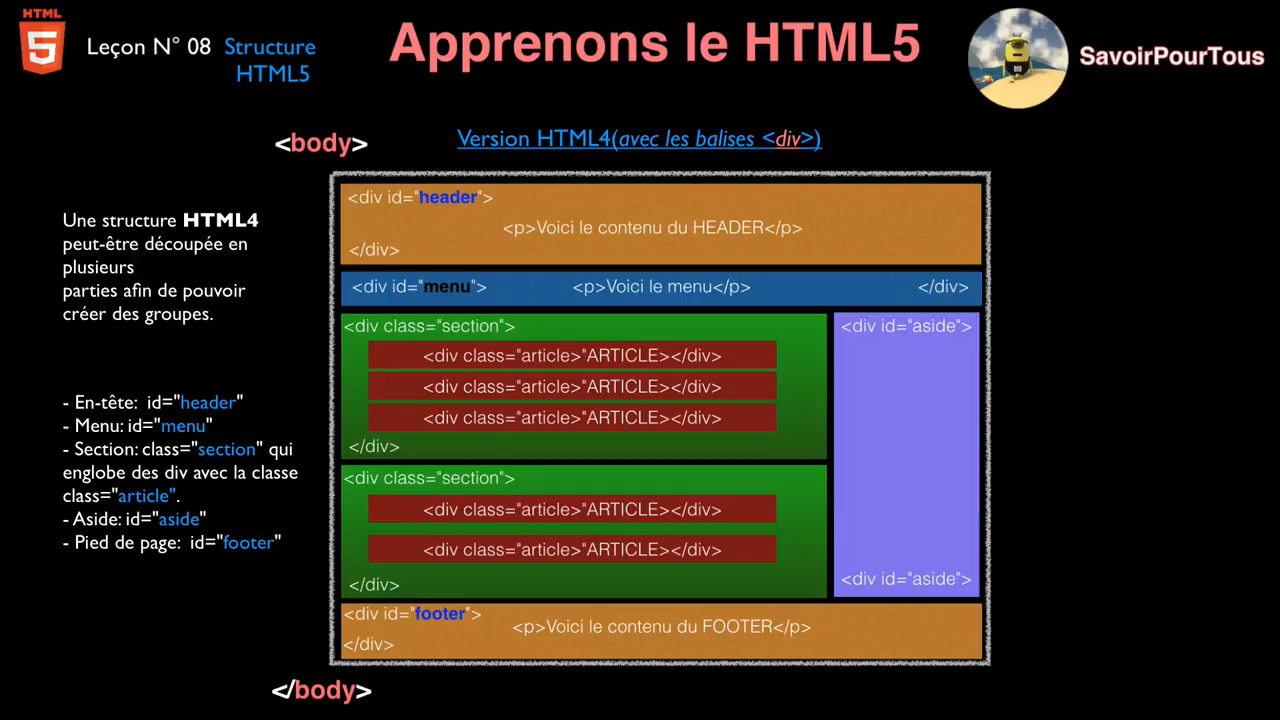 HTML
5
Leçon N° 08 Structure
HTML5
Apprenons le HTML5
SavoirPourTous
<body>
Version HTML4(avec les balises <div>)
Une structure HTML4
peut-être découpée en
plusieurs
parties afin de pouvoir
créer des groupes.
- En-tête: id="header"
- Menu: id="menu"
- Section: class="section" qui
englobe des div avec la classe
class="article".
- Aside: id="aside"
- Pied de page: id="footer"
<div id="header">
<p>Voici le contenu du HEADER</p>
</div>
<div id="menu"> <p>Voici le menu</p> </div>
<div class="section">
<div class="article>"ARTICLE></div>
<div class="article>"ARTICLE></div>
<div class="article>"ARTICLE></div>
</div>
<div class="section">
<div class="article>"ARTICLE></div>
<div class="article>"ARTICLE></div>
</div>
<div id="aside">
<div id="aside">
<div id="footer">
<p>Voici le contenu du FOOTER</p>
</div>
</body>